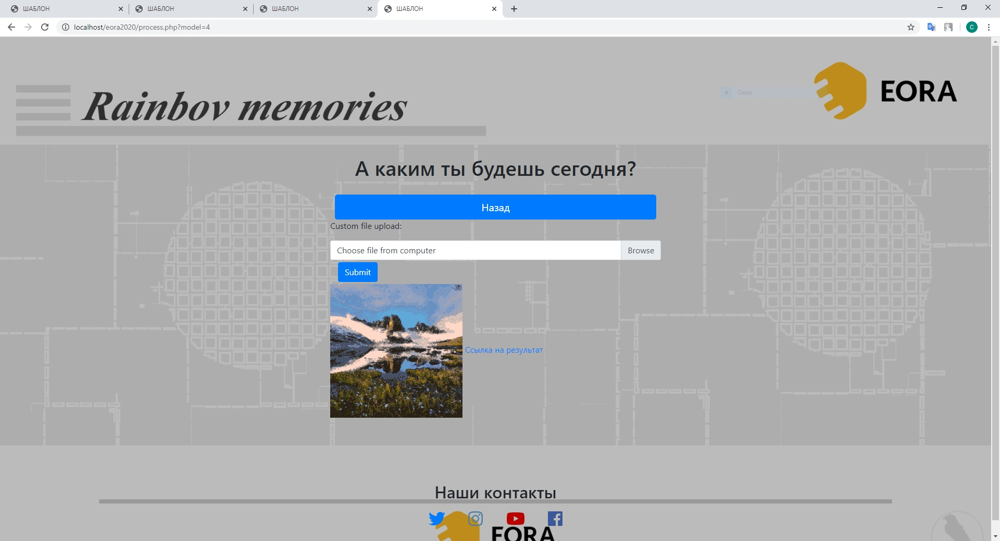 ШАБЛОН
ШАБЛОН
ШАБЛОН
ШАБЛОН
localhost/eora2020/process.php?model=4
C
Rainbov memories
Окно
EORA
А каким ты будешь сегодня?
Назад
Custom file upload:
Choose file from computer
Browse
Submit
Ссылка на результат
Наши контакты
EORA